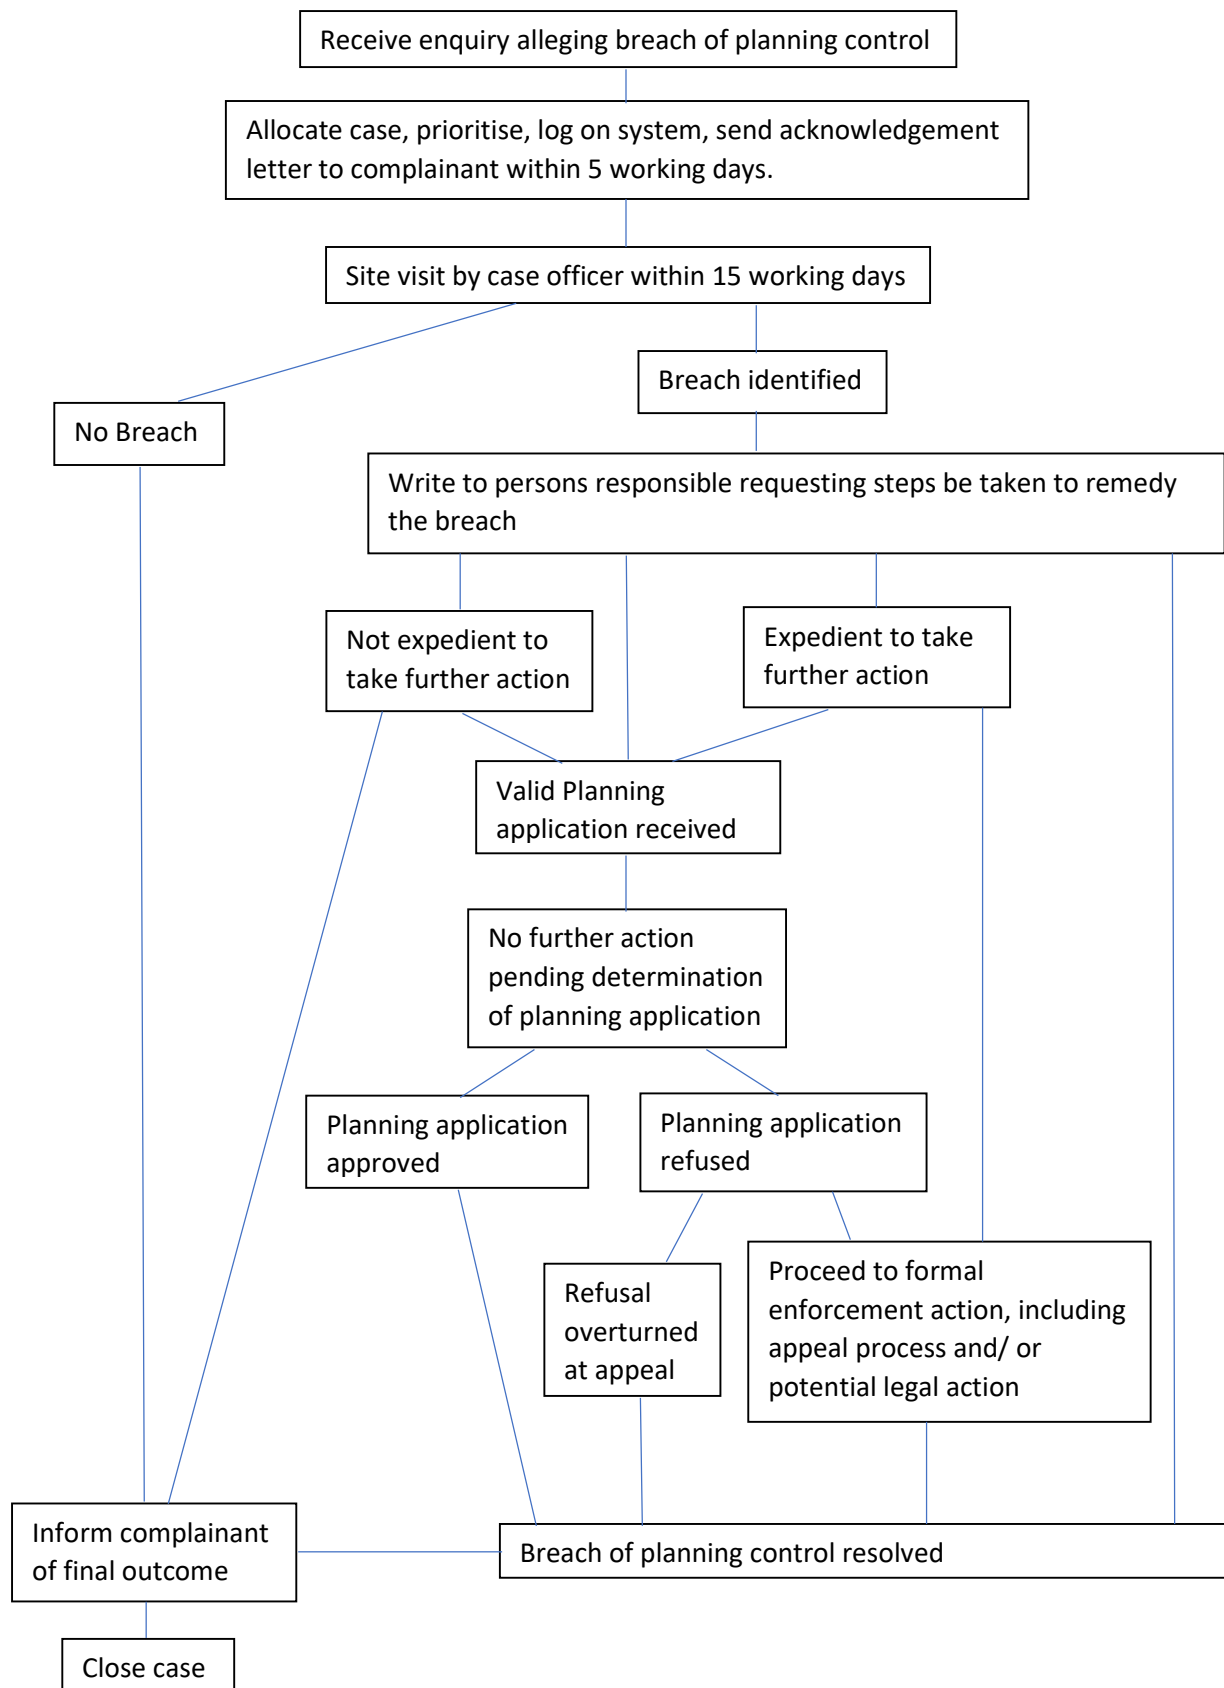 Receive enquiry alleging breach of planning control
Allocate case, prioritise, log on system, send acknowledgement
letter to complainant within 5 working days.
Site visit by case officer within 15 working days
Breach identified
No Breach
Write to persons responsible requesting steps be taken to remedy
the breach
Not expedient to
take further action
Expedient to take
further action
Valid Planning
application received
No further action
pending determination
of planning application
Planning application
approved
Planning application
refused
Refusal
overturned
at appeal
Proceed to formal
enforcement action, including
appeal process and/ or
potential legal action
Inform complainant
of final outcome
Breach of planning control resolved
Close case